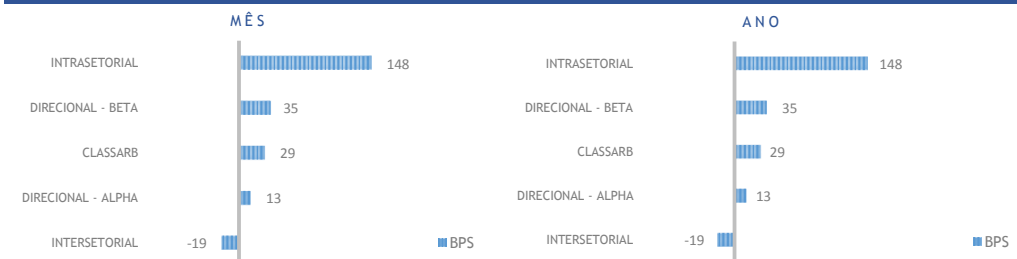 MÊS
INTRASETORIAL 148
DIRECIONAL - BETA 35
CLASSARB 29
DIRECIONAL - ALPHA 13
INTERSETORIAL -19
BPS
ANO
INTRASETORIAL 148
DIRECIONAL - BETA 35
CLASSARB 29
DIRECIONAL - ALPHA 13
INTERSETORIAL -19
BPS